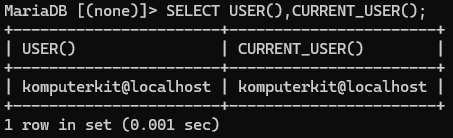 MariaDB [(none)]> SELECT USER(),CURRENT_USER();
+-----------------------+-----------------------+
| USER()                | CURRENT_USER()        |
+-----------------------+-----------------------+
| komputerkit@localhost | komputerkit@localhost |
+-----------------------+-----------------------+
1 row in set (0.001 sec)